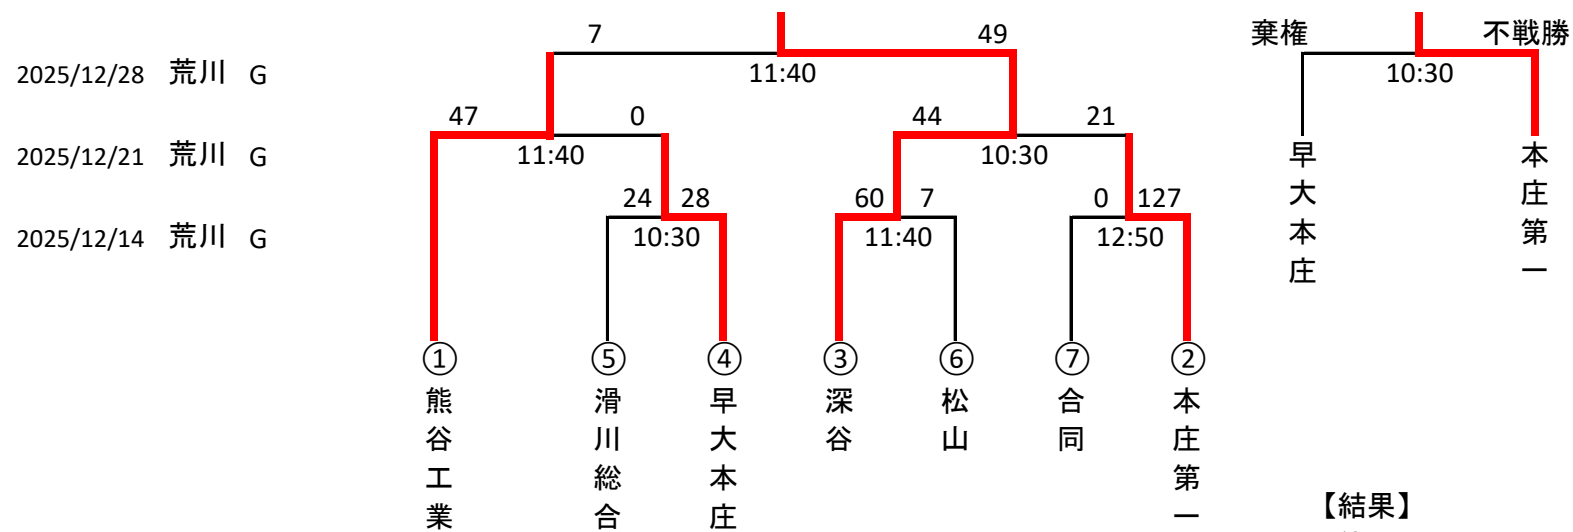 7
49
棄権
不戦勝
2025/12/28 荒川 G
11:40
10:30
47
0
44
21
2025/12/21 荒川 G
11:40
10:30
早大本庄
本庄第一
24
28
60
7
0
127
2025/12/14 荒川 G
10:30
11:40
12:50
①
⑤
④
③
⑥
⑦
②
熊谷工業
滑川総合
早大本庄
深谷
松山
合同
本庄第一
【結果】